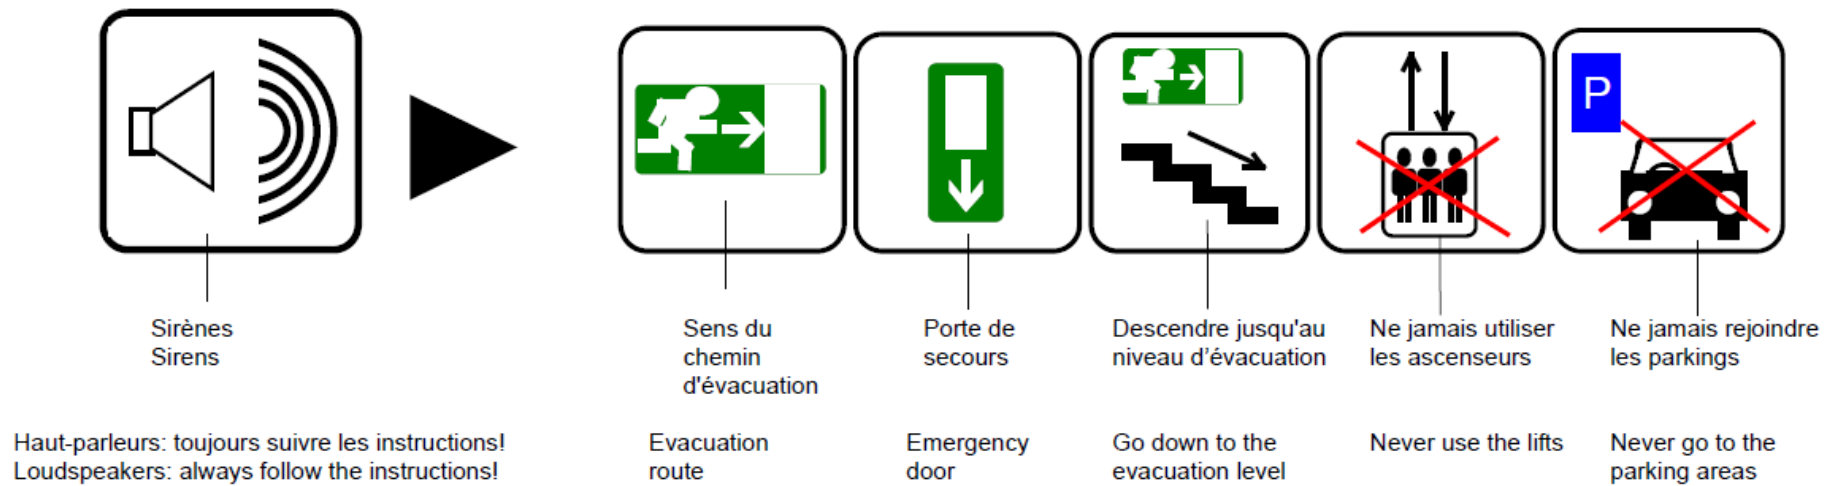 P
Sirènes
Sirens
Haut-parleurs: toujours suivre les instructions!
Loudspeakers: always follow the instructions!
Sens du
chemin
d'évacuation
Evacuation
route
Porte de
secours
Emergency
door
Descendre jusqu'au
niveau d’évacuation
Go down to the
evacuation level
Ne jamais utiliser
les ascenseurs
Never use the lifts
Ne jamais rejoindre
les parkings
Never go to the
parking areas